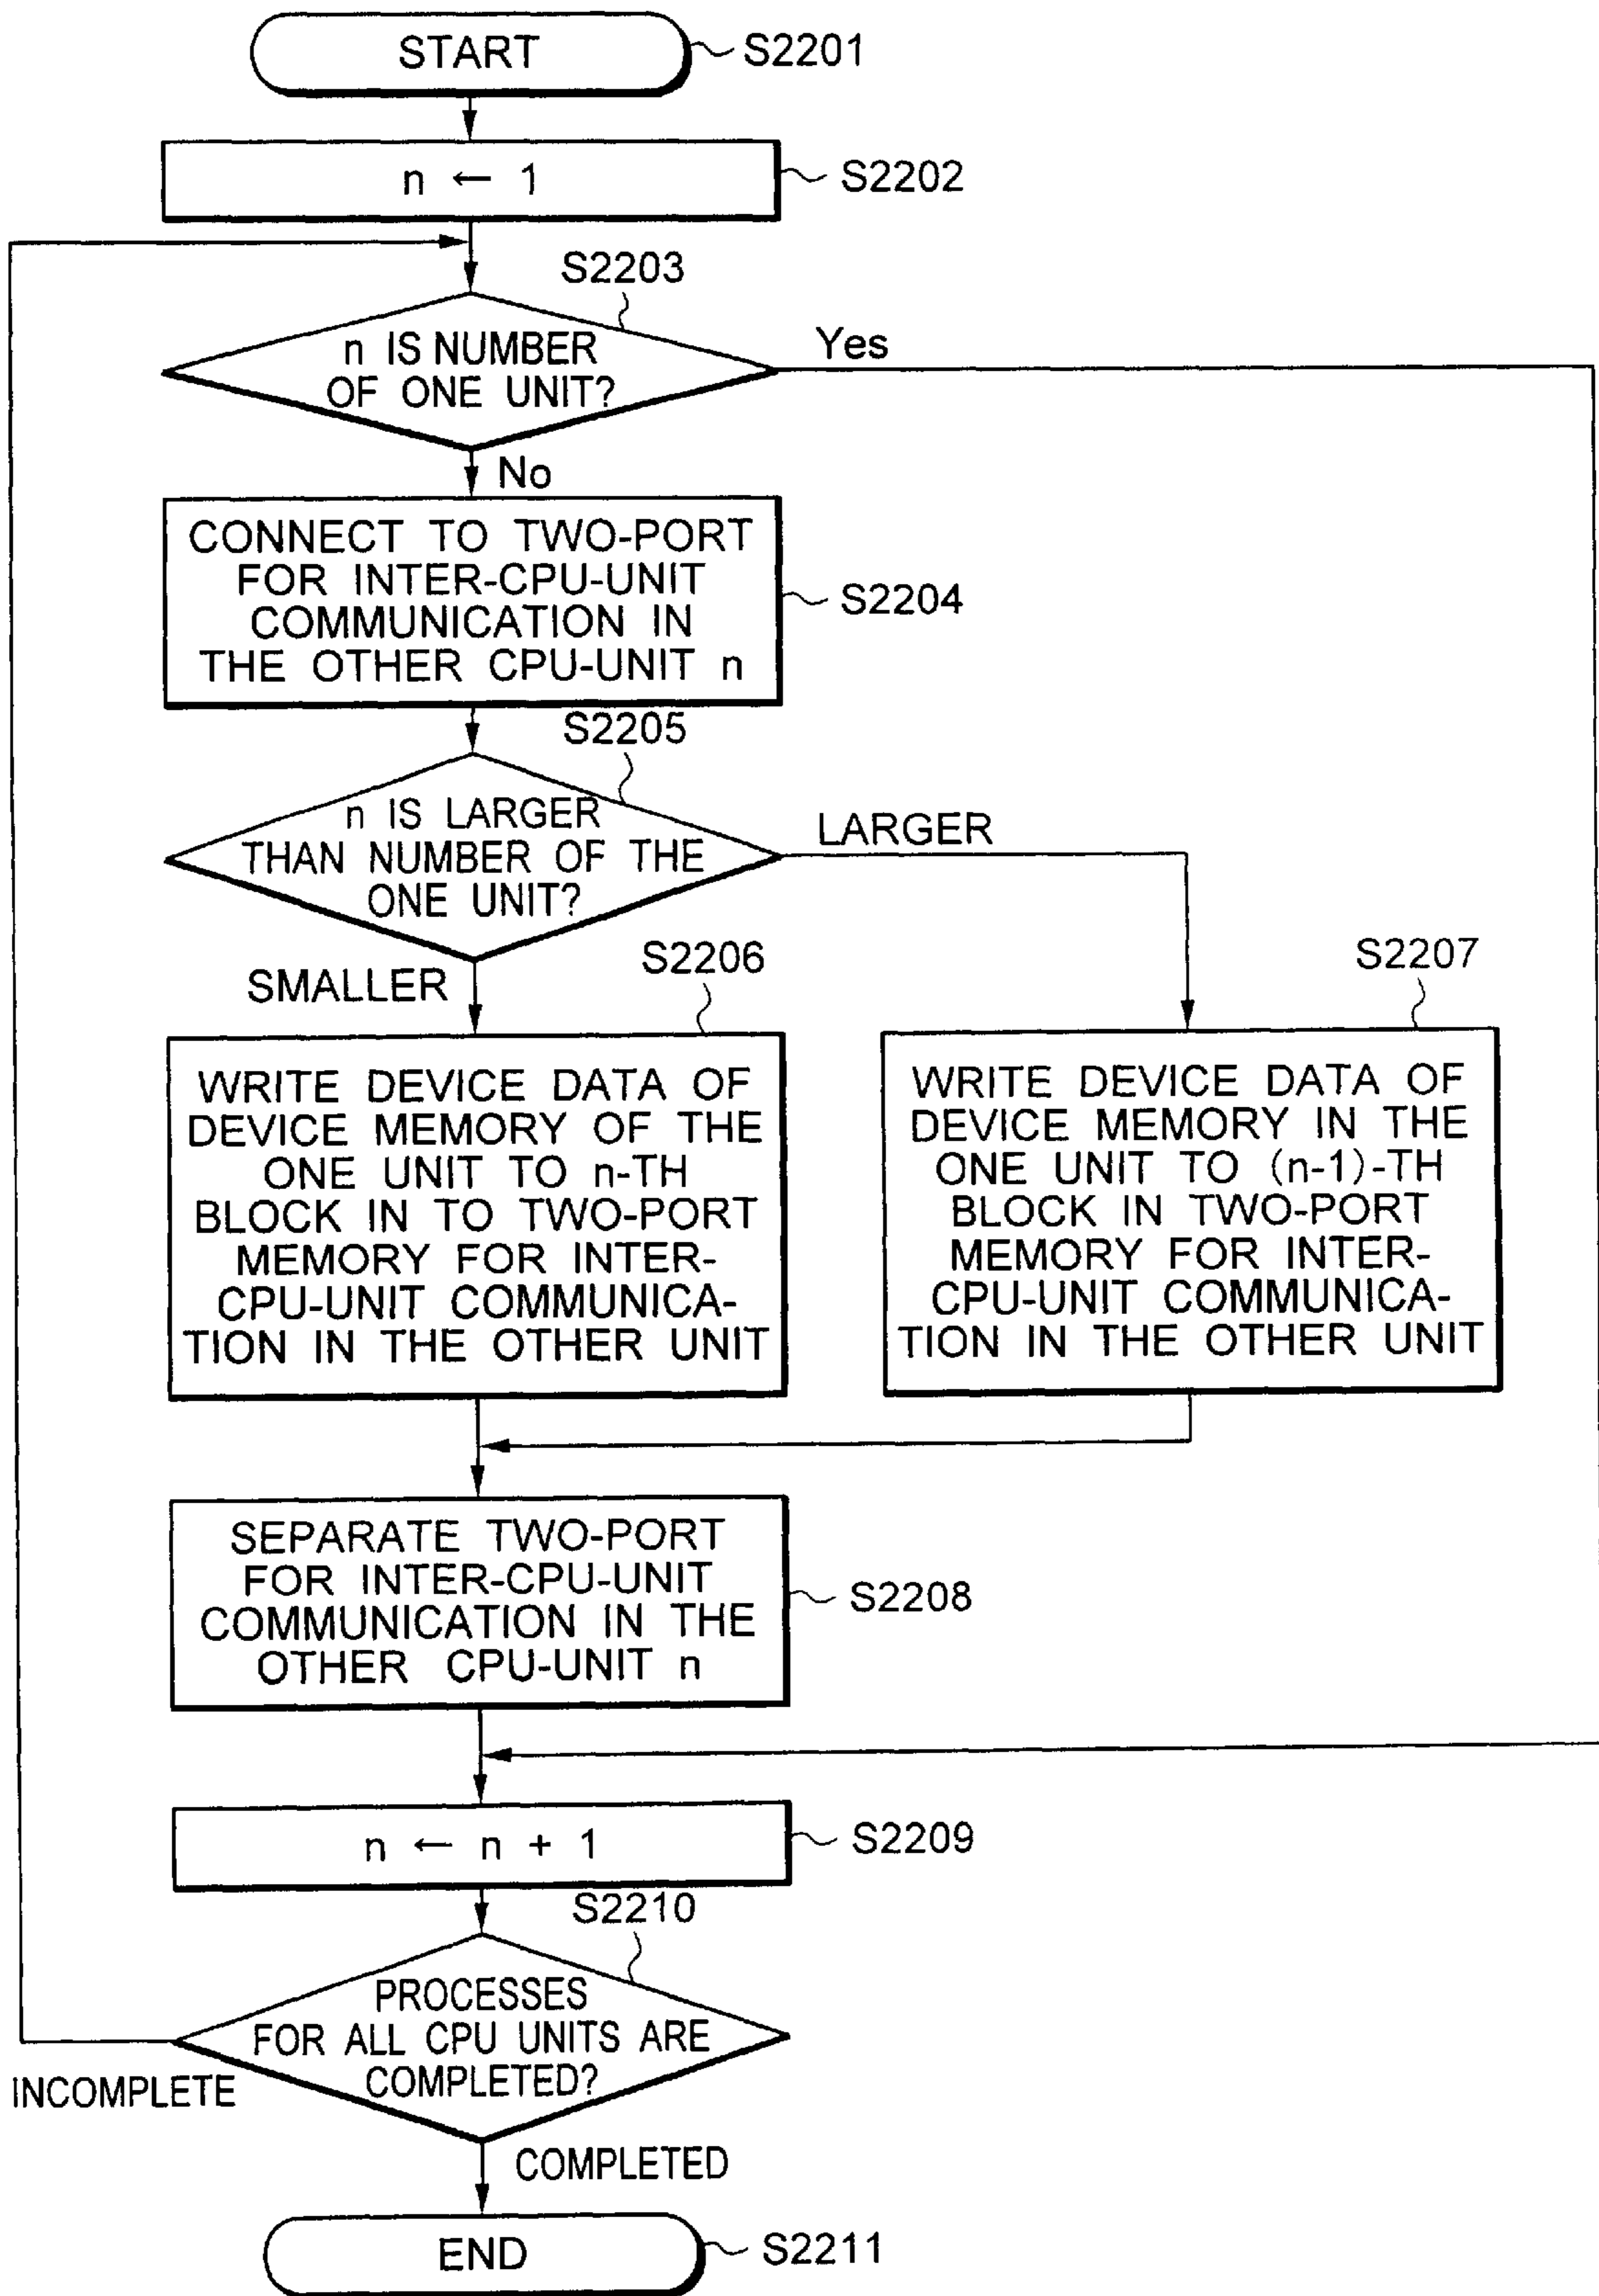 START
S2201
n ← 1
S2202
S2203
n IS NUMBER
OF ONE UNIT?
Yes
No
CONNECT TO TWO-PORT
FOR INTER-CPU-UNIT
COMMUNICATION IN
THE OTHER CPU-UNIT n
S2204
S2205
n IS LARGER
THAN NUMBER OF THE
ONE UNIT?
LARGER
SMALLER
S2206
S2207
WRITE DEVICE DATA OF
DEVICE MEMORY OF THE
ONE UNIT TO n-TH
BLOCK IN TO TWO-PORT
MEMORY FOR INTER-
CPU-UNIT COMMUNICA-
TION IN THE OTHER UNIT
WRITE DEVICE DATA OF
DEVICE MEMORY IN THE
ONE UNIT TO (n-1)-TH
BLOCK IN TWO-PORT
MEMORY FOR INTER-
CPU-UNIT COMMUNICA-
TION IN THE OTHER UNIT
SEPARATE TWO-PORT
FOR INTER-CPU-UNIT
COMMUNICATION IN THE
OTHER CPU-UNIT n
S2208
n ← n + 1
S2209
S2210
PROCESSES
FOR ALL CPU UNITS ARE
COMPLETED?
INCOMPLETE
COMPLETED
END
S2211